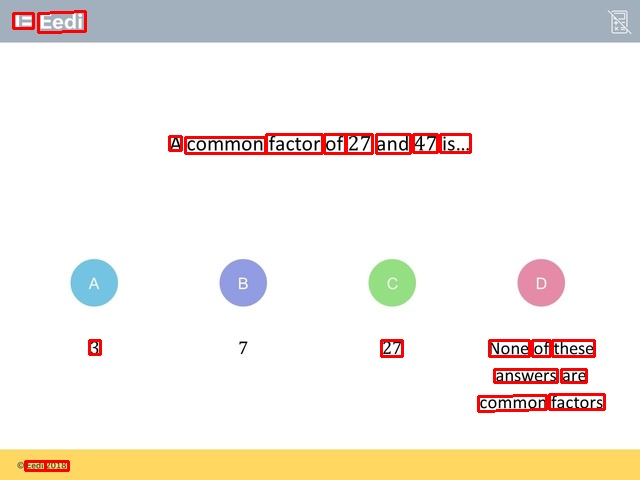 Eedi
A common factor of 27 and 47 is...
A B C D
3 7 27 None of these
answers are
common factors
© Eedi 2018